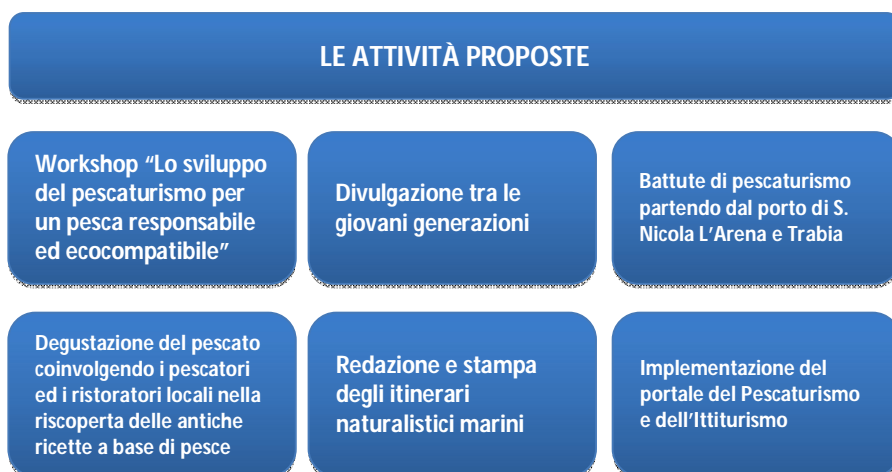 LE ATTIVITÀ PROPOSTE
Workshop “Lo sviluppo
del pescaturismo per
un pesca responsabile
ed ecocompatibile”
Divulgazione tra le
giovani generazioni
Battute di pescaturismo
partendo dal porto di S.
Nicola L’Arena e Trabia
Degustazione del pescato
coinvolgendo i pescatori
ed i ristoratori locali nella
riscoperta delle antiche
ricette a base di pesce
Redazione e stampa
degli itinerari
naturalistici marini
Implementazione del
portale del Pescaturismo
e dell’Ittiturismo